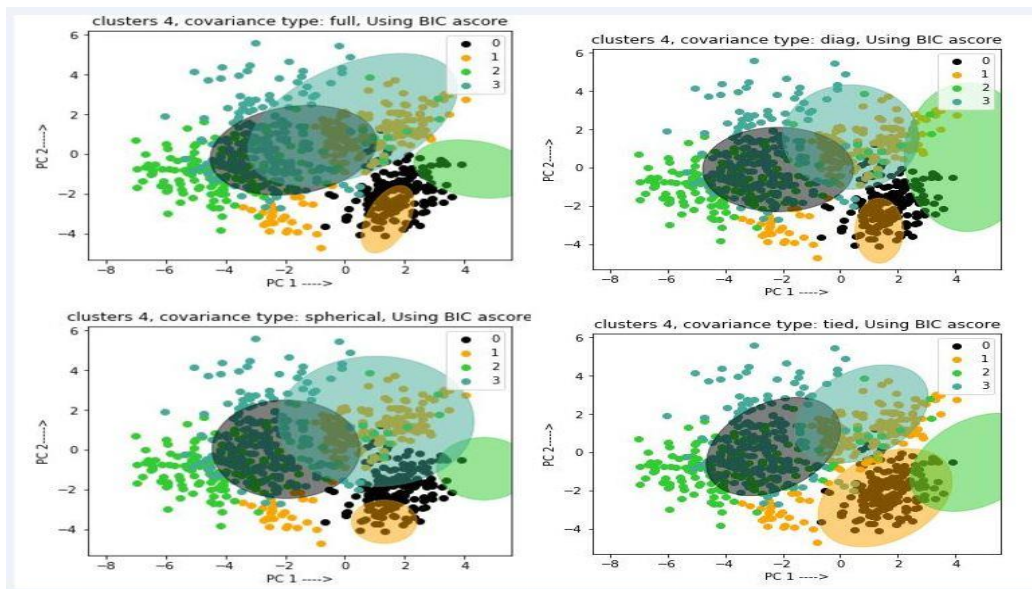 clusters 4, covariance type: full, Using BIC ascore
6
4
2
0
−2
−4
PC 2----->
−8 −6 −4 −2 0 2 4
PC 1 ---->
0
1
2
3
clusters 4, covariance type: diag, Using BIC ascore
6
4
2
0
−2
−4
PC 2----->
−8 −6 −4 −2 0 2 4
PC 1 ---->
0
1
2
3
clusters 4, covariance type: spherical, Using BIC ascore
6
4
2
0
−2
−4
PC 2----->
−8 −6 −4 −2 0 2 4
PC 1 ---->
0
1
2
3
clusters 4, covariance type: tied, Using BIC ascore
6
4
2
0
−2
−4
PC 2----->
−8 −6 −4 −2 0 2 4
PC 1 ---->
0
1
2
3